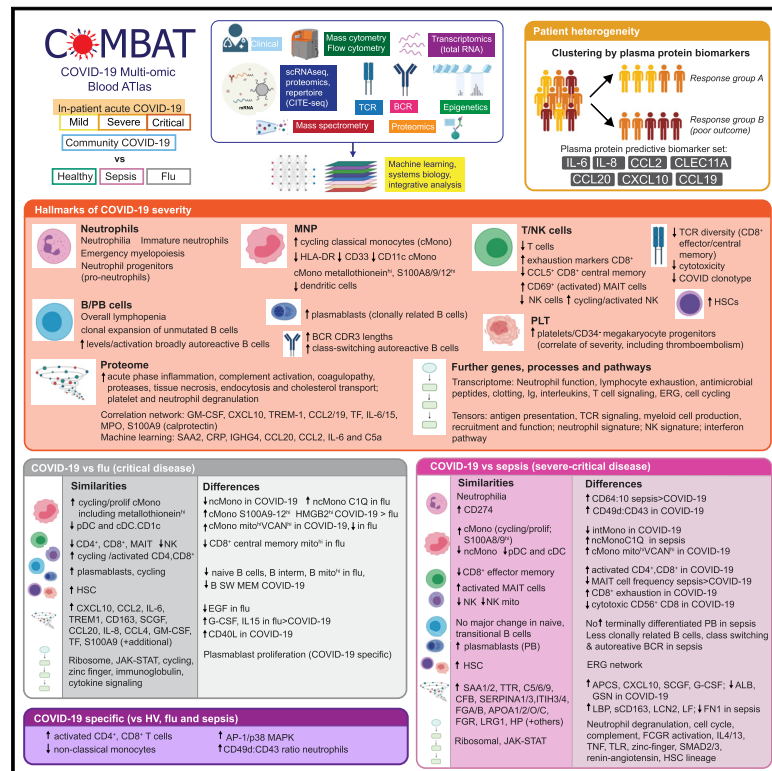 COMBAT
COVID-19 Multi-omic
Blood ATlas
In-patient acute COVID-19
Mild Severe Critical
Community COVID-19
vs
Healthy Sepsis Flu
Clinical
Mass cytometry
Flow cytometry
Transcriptomics
(total RNA)
mRNA
scRNAseq,
proteomics,
repertoire
(CITE-seq)
TCR
BCR
Epigenetics
Mass spectrometry
Proteomics
Machine learning,
systems biology,
integrative analysis
Patient heterogeneity
Clustering by plasma protein biomarkers
Response group A
Response group B
(poor outcome)
Plasma protein predictive biomarker set:
IL-6 IL-8 CCL2 CLEC11A
CCL20 CXCL10 CCL19
Hallmarks of COVID-19 severity
Neutrophils
Neutrophilia Immature neutrophils
Emergency myelopoiesis
Neutrophil progenitors
(pro-neutrophils)
MNP
↑ cycling classical monocytes (cMono)
↓ HLA-DR ↓ CD33 ↓ CD11c cMono
cMono metallothioneinʰⁱ, S100A8/9/12ʰⁱ
↓ dendritic cells
T/NK cells
↓ T cells
↑ exhaustion markers CD8⁺
↓ CCL5⁺ CD8⁺ central memory
↑ CD69⁺ (activated) MAIT cells
↓ NK cells ↑ cycling/activated NK
↓ TCR diversity (CD8⁺
effector/central
memory)
↓ cytotoxicity
↓ COVID clonotype
B/PB cells
Overall lymphopenia
clonal expansion of unmutated B cells
↑ levels/activation broadly autoreactive B cells
↑ plasmablasts (clonally related B cells)
↑ BCR CDR3 lengths
↑ class-switching autoreactive B cells
↑ HSCs
PLT
↑ platelets/CD34⁻ megakaryocyte progenitors
(correlate of severity, including thromboembolism)
Proteome
↑ acute phase inflammation, complement activation, coagulopathy,
proteases, tissue necrosis, endocytosis and cholesterol transport;
platelet and neutrophil degranulation
Correlation network: GM-CSF, CXCL10, TREM-1, CCL2/19, TF, IL-6/15,
MPO, S100A9 (calprotectin)
Machine learning: SAA2, CRP, IGHG4, CCL20, CCL2, IL-6 and C5a
Further genes, processes and pathways
Transcriptome: Neutrophil function, lymphocyte exhaustion, antimicrobial
peptides, clotting, Ig, interleukins, T cell signaling, ERG, cell cycling
Tensors: antigen presentation, TCR signaling, myeloid cell production,
recruitment and function; neutrophil signature; NK signature; interferon
pathway
COVID-19 vs flu (critical disease)
Similarities
↑ cycling/prolif cMono
including metallothioneinʰⁱ
↓ pDC and cDC.CD1c
↓ CD4⁺, CD8⁺, MAIT ↓NK
↑ cycling /activated CD4,CD8⁺
↑ plasmablasts, cycling
↑ HSC
↑ CXCL10, CCL2, IL-6,
TREM1, CD163, SCGF,
CCL20, IL-8, CCL4, GM-CSF,
TF, S100A9 (+additional)
Ribosome, JAK-STAT, cycling,
zinc finger, immunoglobulin,
cytokine signaling
Differences
↓ncMono in COVID-19 ↑ ncMono C1Q in flu
↑cMono S100A9-12ʰⁱ HMGB2ʰⁱ COVID-19 > flu
↑cMono mitoʰⁱVCANʰⁱ in COVID-19, ↓in flu
↓ CD8⁺ central memory mitoʰⁱ in flu
↓ naive B cells, B interm, B mitoʰⁱ in flu,
↓ B SW MEM COVID-19
↓EGF in flu
↑G-CSF, IL15 in flu>COVID-19
↑CD40L in COVID-19
Plasmablast proliferation (COVID-19 specific)
COVID-19 vs sepsis (severe-critical disease)
Similarities
Neutrophilia
↑ CD274
↑ cMono (cycling/prolif;
S100A8/9ʰⁱ)
↓ ncMono ↓pDC and cDC
↓CD8⁺ effector memory
↑activated MAIT cells
↓ NK ↓NK mito
No major change in naive,
transitional B cells
↑ plasmablasts (PB)
↑ HSC
↑ SAA1/2, TTR, C5/6/9,
CFB, SERPINA1/3,ITIH3/4,
FGA/B, APOA1/2/O/C,
FGR, LRG1, HP (+others)
Ribosomal, JAK-STAT
Differences
↑ CD64:10 sepsis>COVID-19
↑ CD49d:CD43 in COVID-19
↓ intMono in COVID-19
↑ncMonoC1Q in sepsis
↑ cMono mitoʰⁱVCANʰⁱ in COVID-19
↑ activated CD4⁺,CD8⁺ in COVID-19
↓ MAIT cell frequency sepsis>COVID-19
↑ CD8⁺ exhaustion in COVID-19
↓ cytotoxic CD56⁺ CD8 in COVID-19
No↑ terminally differentiated PB in sepsis
Less clonally related B cells, class switching
& autoreative BCR in sepsis
ERG network
↑ APCS, CXCL10, SCGF, G-CSF; ↓ALB,
GSN in COVID-19
↑ LBP, sCD163, LCN2, LF;↓FN1 in sepsis
Neutrophil degranulation, cell cycle,
complement, FCGR activation, IL4/13,
TNF, TLR, zinc-finger, SMAD2/3,
renin-angiotensin, HSC lineage
COVID-19 specific (vs HV, flu and sepsis)
↑ activated CD4⁺, CD8⁺ T cells
↓ non-classical monocytes
↑ AP-1/p38 MAPK
↑CD49d:CD43 ratio neutrophils